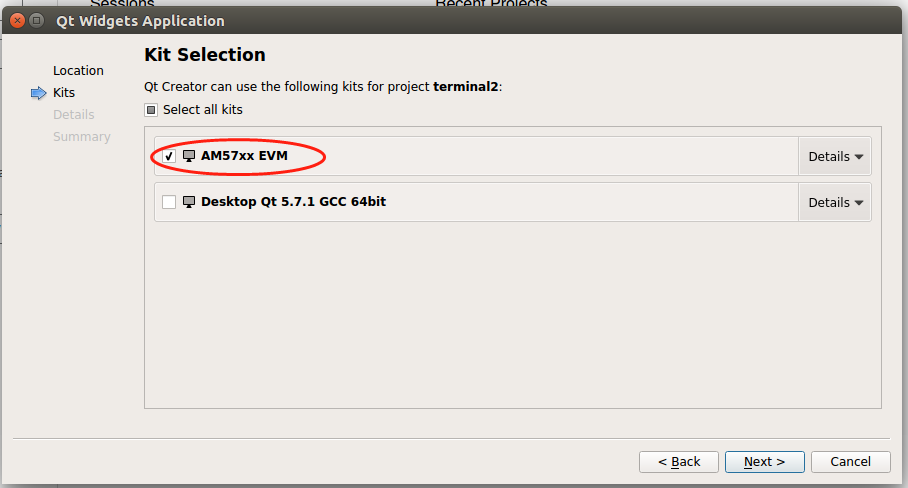 Sessions
Recent Projects
Qt Widgets Application
Location
Kits
Details
Summary
Kit Selection
Qt Creator can use the following kits for project terminal2:
Select all kits
AM57xx EVM
Details
Desktop Qt 5.7.1 GCC 64bit
Details
< Back
Next >
Cancel